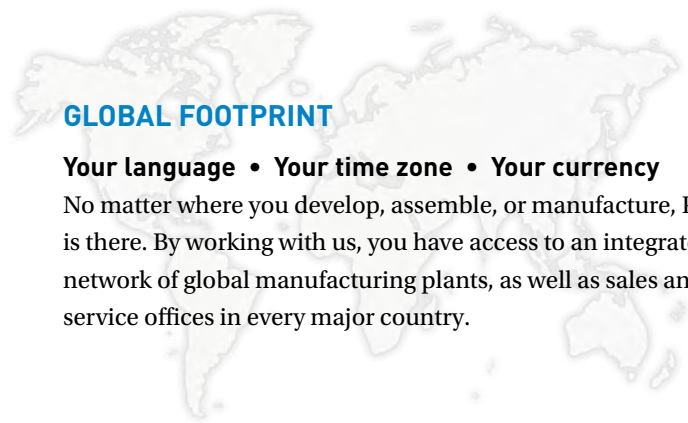 GLOBAL FOOTPRINT
Your language • Your time zone • Your currency
No matter where you develop, assemble, or manufacture,
is there. By working with us, you have access to an
network of global manufacturing plants, as well as sales
service offices in every major country.